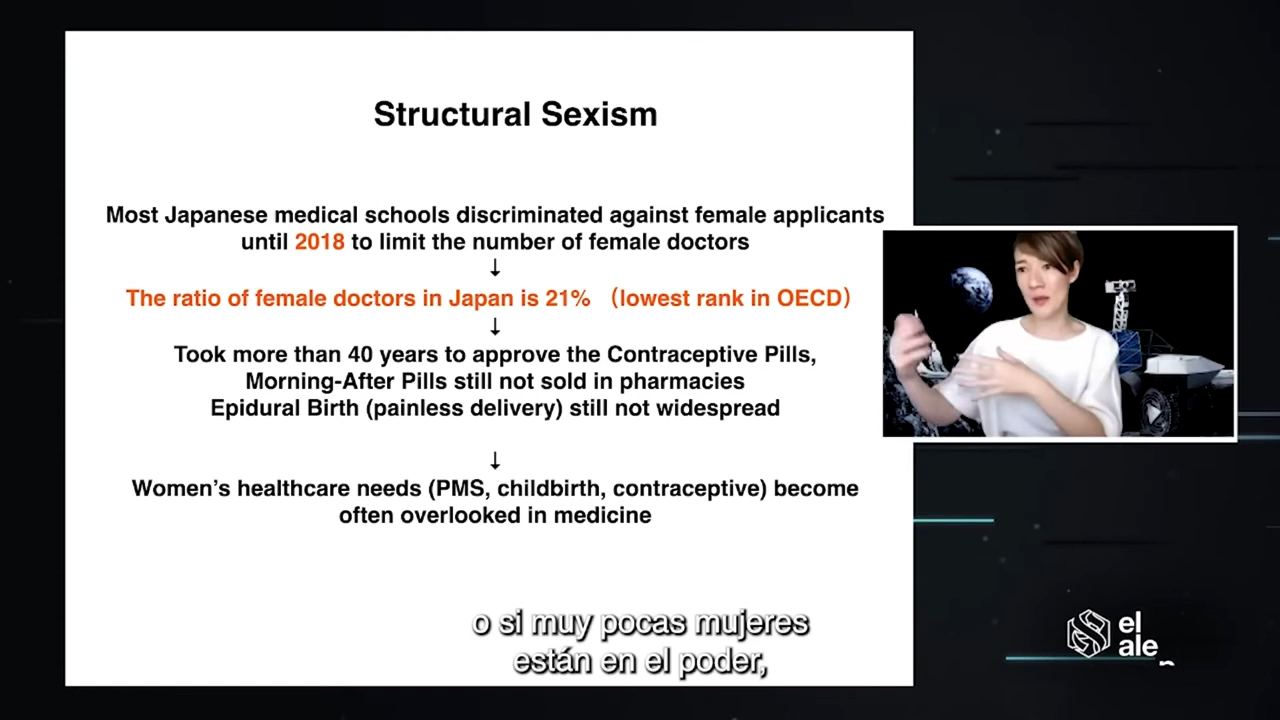 Structural Sexism
Most Japanese medical schools discriminated against female applicants
until 2018 to limit the number of female doctors
↓
The ratio of female doctors in Japan is 21% （lowest rank in OECD）
↓
Took more than 40 years to approve the Contraceptive Pills,
Morning-After Pills still not sold in pharmacies
Epidural Birth (painless delivery) still not widespread
↓
Women’s healthcare needs (PMS, childbirth, contraceptive) become
often overlooked in medicine
o si muy pocas mujeres
están en el poder,
el
ale